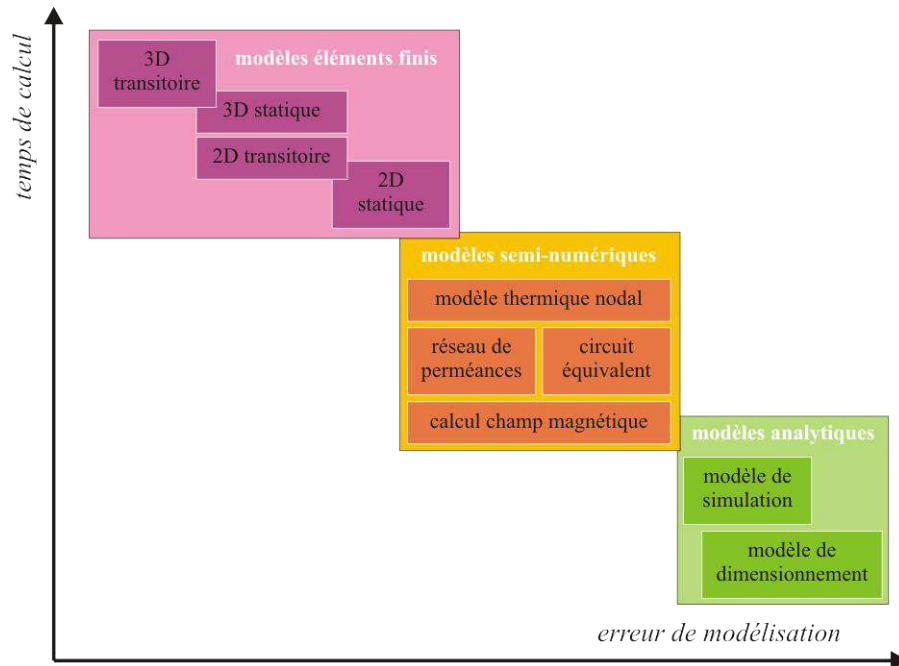 temps de calcul
modèles éléments finis
3D
transitoire
3D statique
2D transitoire
2D
statique
modèles semi-numériques
modèle thermique nodal
réseau de
perméances
circuit
équivalent
calcul champ magnétique
modèles analytiques
modèle de
simulation
modèle de
dimensionnement
erreur de modélisation